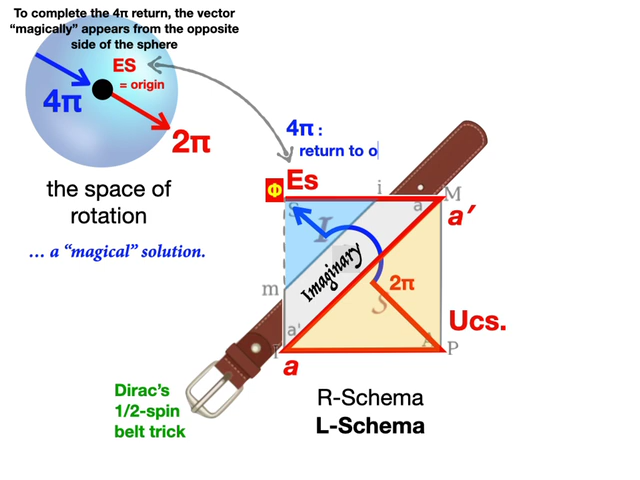 To complete the 4π return, the vector
“magically” appears from the opposite
side of the sphere
ES
= origin
4π
2π
the space of
rotation
... a “magical” solution.
4π :
return to o
Φ Es
i
M
S
a
a′
I
m
Imaginary
2π
S
a'
Ucs.
I
A
P
a
Dirac’s
1/2-spin
belt trick
R-Schema
L-Schema